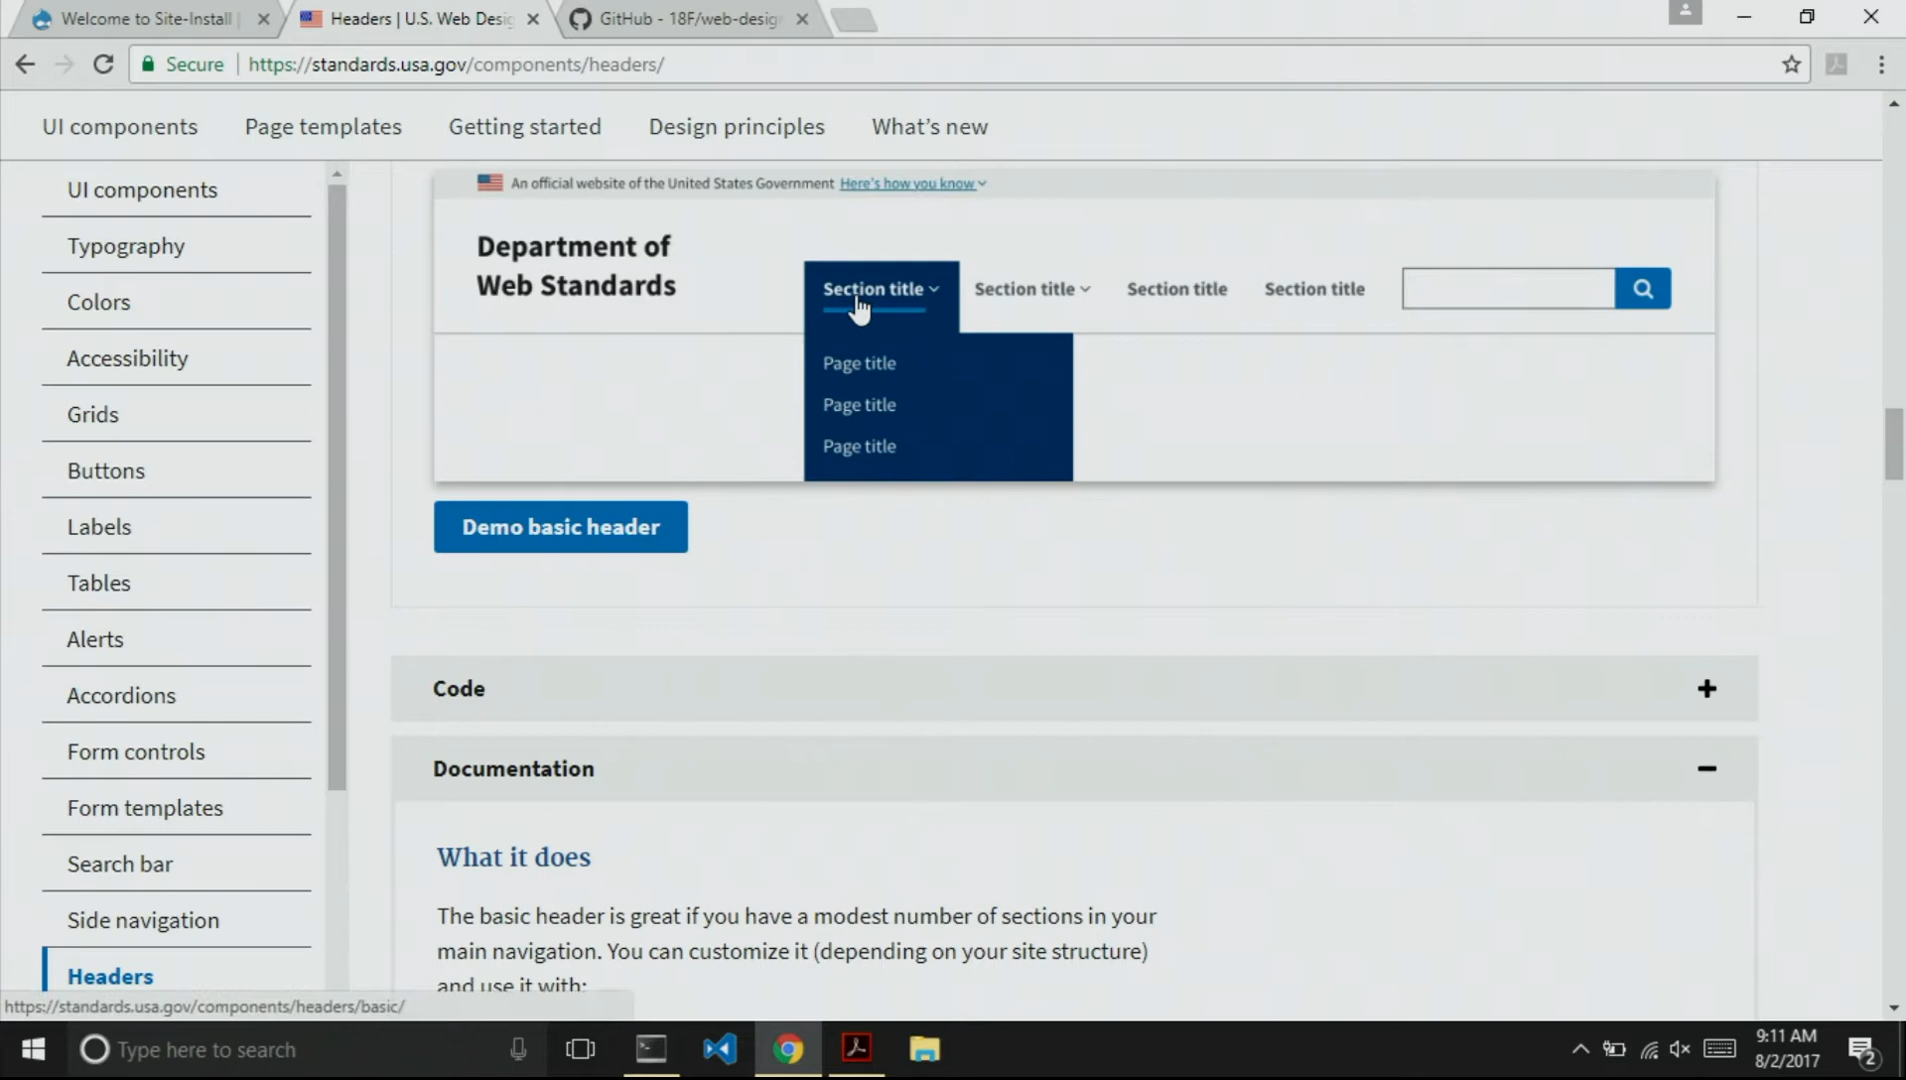 Welcome to Site-Install |
Headers | U.S. Web Desig
GitHub - 18F/web-design
Secure
https://standards.usa.gov/components/headers/
UI components
Page templates
Getting started
Design principles
What's new
UI components
Typography
Colors
Accessibility
Grids
Buttons
Labels
Tables
Alerts
Accordions
Form controls
Form templates
Search bar
Side navigation
Headers
An official website of the United States Government Here's how you know
Department of
Web Standards
Section title
Section title
Section title
Section title
Page title
Page title
Page title
Demo basic header
Code
Documentation
What it does
The basic header is great if you have a modest number of sections in your
main navigation. You can customize it (depending on your site structure)
and use it with:
https://standards.usa.gov/components/headers/basic/
Type here to search
9:11 AM
8/2/2017
2